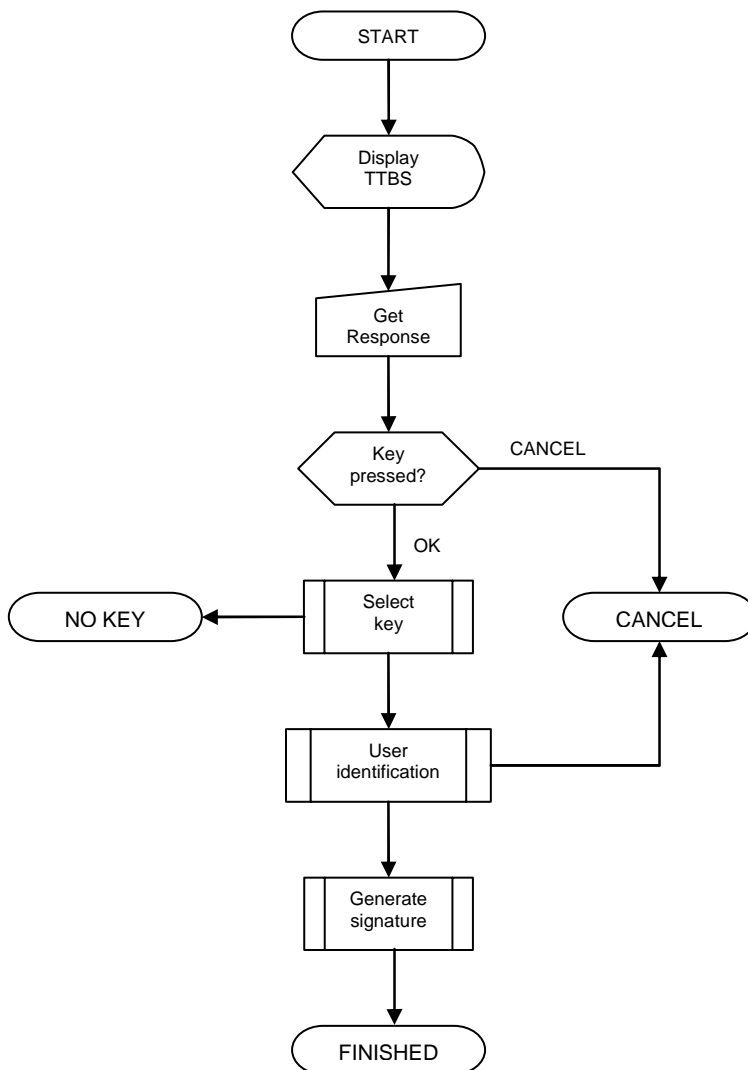 START
Display
TTBS
Get
Response
Key
pressed?
CANCEL
OK
Select
key
NO KEY
CANCEL
User
identification
Generate
signature
FINISHED